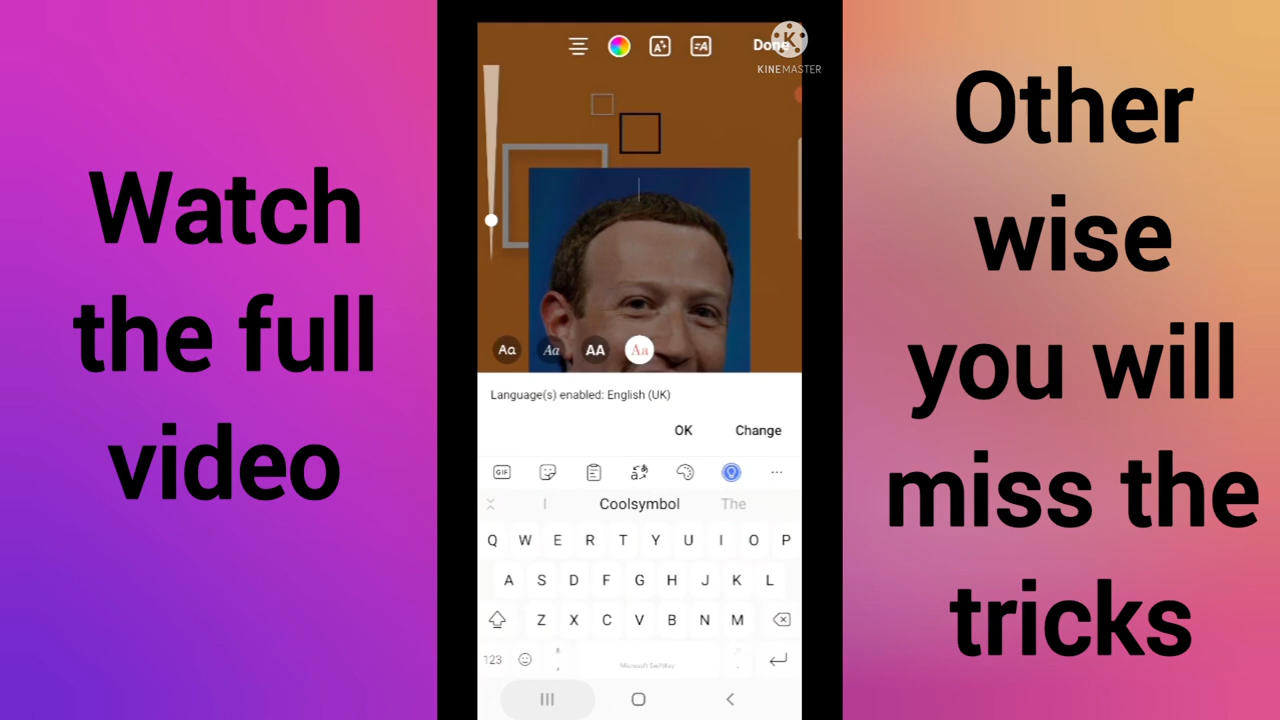 Watch
the full
video
Done
KINEMASTER
Aa Aa AA Aa
Language(s) enabled: English (UK)
OK Change
GIF
I Coolsymbol The
Q W E R T Y U I O P
A S D F G H J K L
Z X C V B N M
123 Microsoft SwiftKey
Other
wise
you will
miss the
tricks